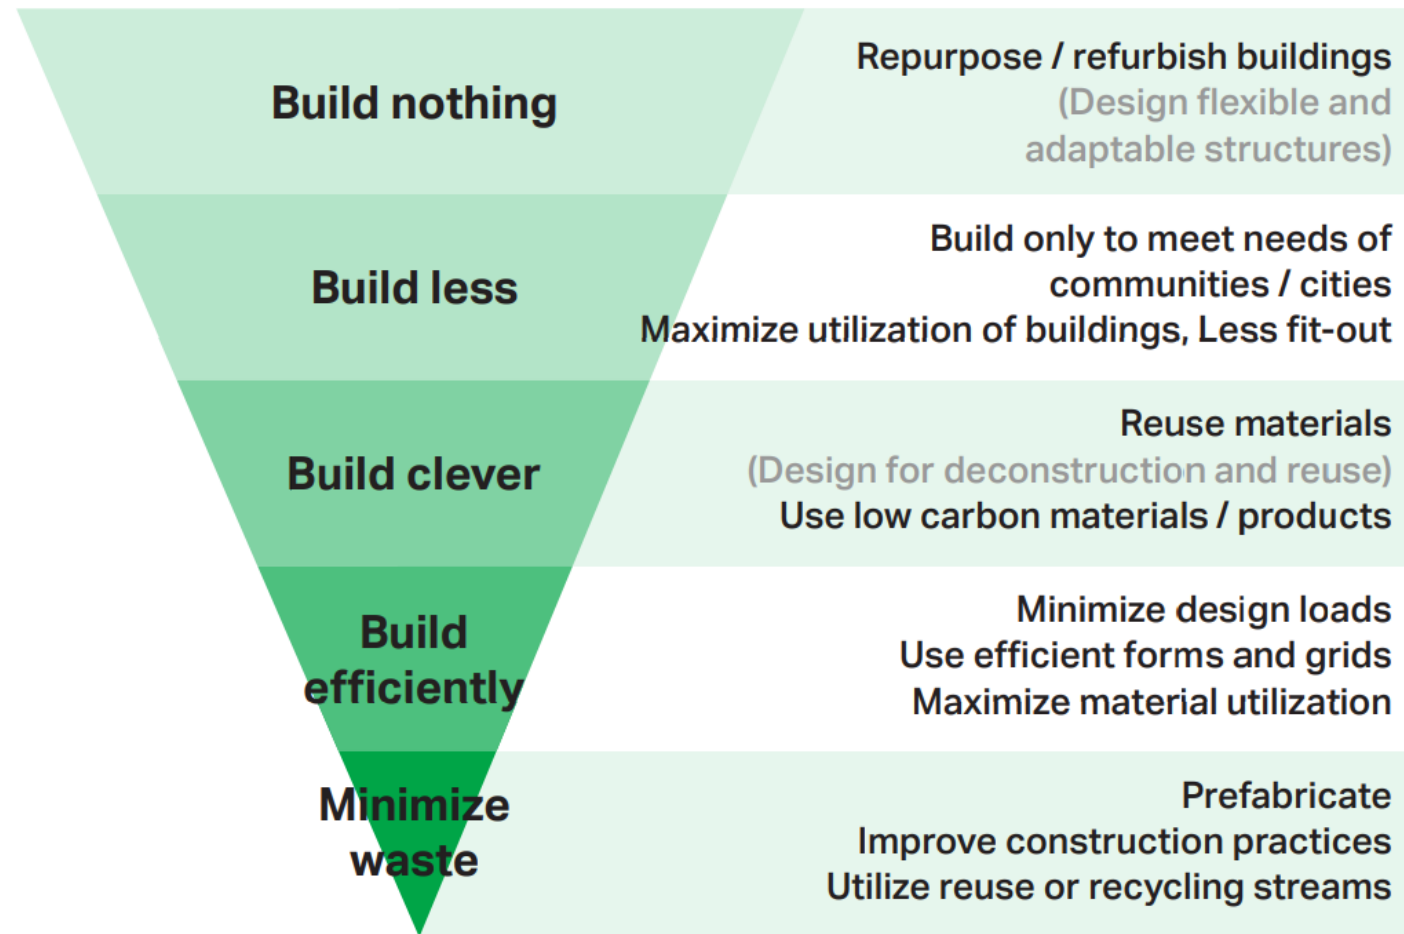 Build nothing
Repurpose / refurbish buildings
(Design flexible and
adaptable structures)
Build less
Build only to meet needs of
communities / cities
Maximize utilization of buildings, Less fit-out
Build clever
Reuse materials
(Design for deconstruction and reuse)
Use low carbon materials / products
Build
efficiently
Minimize design loads
Use efficient forms and grids
Maximize material utilization
Minimize
waste
Prefabricate
Improve construction practices
Utilize reuse or recycling streams